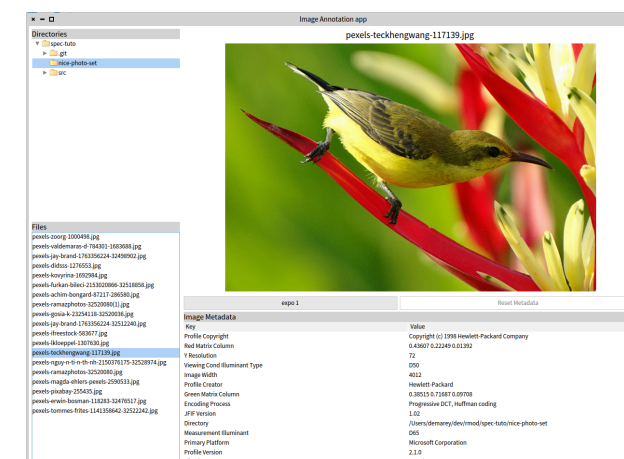 Image Annotation app
Directories
spec-tuto
.git
nice-photo-set
src
Files
pexels-zoorg-1000498.jpg
pexels-valdemaras-d-784301-1683688.jpg
pexels-jay-brand-1763356224-32498902.jpg
pexels-didsss-1276553.jpg
pexels-kovyrina-1692984.jpg
pexels-furkan-bileci-2153020866-32518858.jpg
pexels-achim-bongard-87217-286580.jpg
pexels-ramazphotos-32520080(1).jpg
pexels-gosia-k-23254118-32520036.jpg
pexels-jay-brand-1763356224-32512240.jpg
pexels-ifreestock-583677.jpg
pexels-lkloeppel-1307630.jpg
pexels-teckhengwang-117139.jpg
pexels-nguy-n-ti-n-th-nh-2150376175-32528974.jpg
pexels-ramazphotos-32520080.jpg
pexels-magda-ehlers-pexels-2590533.jpg
pexels-pixabay-255435.jpg
pexels-erwin-bosman-118283-32476517.jpg
pexels-tommes-frites-1141358642-32522242.jpg
pexels-teckhengwang-117139.jpg
expo 1
Reset Metadata
Image Metadata
Key Value
Profile Copyright Copyright (c) 1998 Hewlett-Packard Company
Red Matrix Column 0.43607 0.22249 0.01392
Y Resolution 72
Viewing Cond Illuminant Type D50
Image Width 4012
Profile Creator Hewlett-Packard
Green Matrix Column 0.38515 0.71687 0.09708
Encoding Process Progressive DCT, Huffman coding
JFIF Version 1.02
Directory /Users/demarey/dev/rmod/spec-tuto/nice-photo-set
Measurement Illuminant D65
Primary Platform Microsoft Corporation
Profile Version 2.1.0